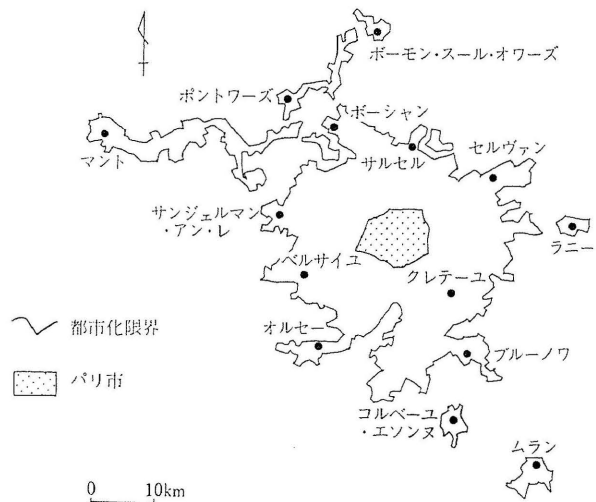 ボーモン・スール・オワーズ
ポントワーズ
ボーシャン
マント
サルセル
セルヴァン
サンジェルマン
・アン・レ
ラニー
ベルサイユ
クレテーユ
都市化限界
オルセー
ブルーノワ
パリ市
コルベーユ
・エソンヌ
ムラン
0 10km